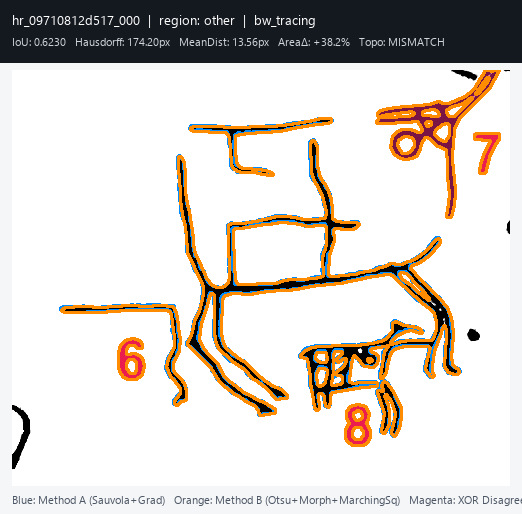 hr_09710812d517_000 | region: other | bw_tracing
IoU: 0.6230 Hausdorff: 174.20px MeanDist: 13.56px AreaΔ: +38.2% Topo: MISMATCH
7
6
8
Blue: Method A (Sauvola+Grad) Orange: Method B (Otsu+Morph+MarchingSq) Magenta: XOR Disagree